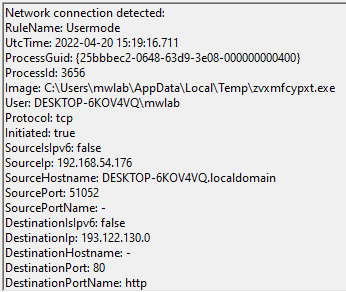 Network connection detected:
RuleName: Usermode
UtcTime: 2022-04-20 15:19:16.711
ProcessGuid: {25bbbec2-0648-63d9-3e08-000000000400}
ProcessId: 3656
Image: C:\Users\mwlab\AppData\Local\Temp\zvxmfcypxt.exe
User: DESKTOP-6KOV4VQ\mwlab
Protocol: tcp
Initiated: true
SourceIsIpv6: false
SourceIp: 192.168.54.176
SourceHostname: DESKTOP-6KOV4VQ.localdomain
SourcePort: 51052
SourcePortName: -
DestinationIsIpv6: false
DestinationIp: 193.122.130.0
DestinationHostname: -
DestinationPort: 80
DestinationPortName: http